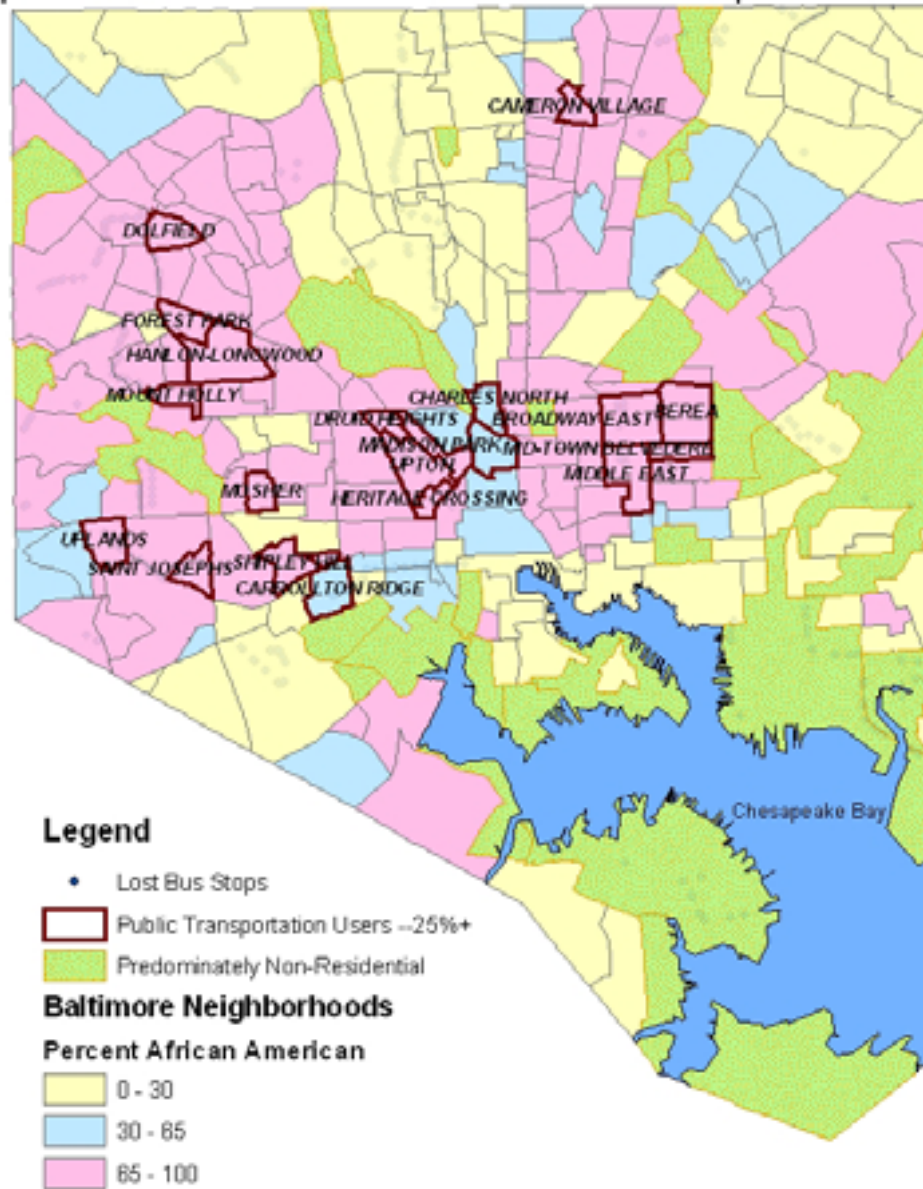 CAMERON VILLAGE
DOLFIELD
FOREST PARK
HANLON-LONGWOOD
MOUNT HOLLY
CHARLES NORTH
DRUID HEIGHTS
BROADWAY EAST
BEREA
MADISON PARK
MID-TOWN BELVEDERE
UPTON
MIDDLE EAST
MOSHER
HERITAGE CROSSING
UPLANDS
SAINT JOSEPHS
SHIPLEY HILL
CARROLLTON RIDGE
Chesapeake Bay
Legend
Lost Bus Stops
Public Transportation Users --25%+
Predominately Non-Residential
Baltimore Neighborhoods
Percent African American
0 - 30
30 - 65
65 - 100